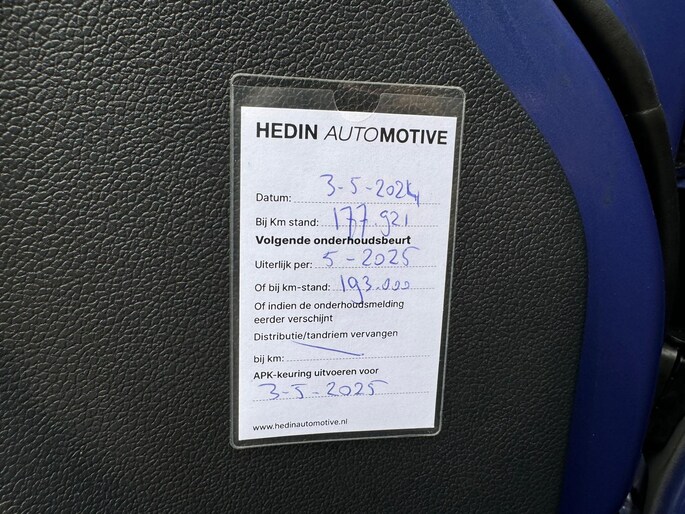 HEDIN AUTOMOTIVE
Datum: 3-5-2024
Bij Km stand: 177.921
Volgende onderhoudsbeurt
Uiterlijk per: 5-2025
Of bij km-stand: 193.000
Of indien de onderhoudsmelding
eerder verschijnt
Distributie/tandriem vervangen
bij km:
APK-keuring uitvoeren voor
3-5-2025
www.hedinautomotive.nl